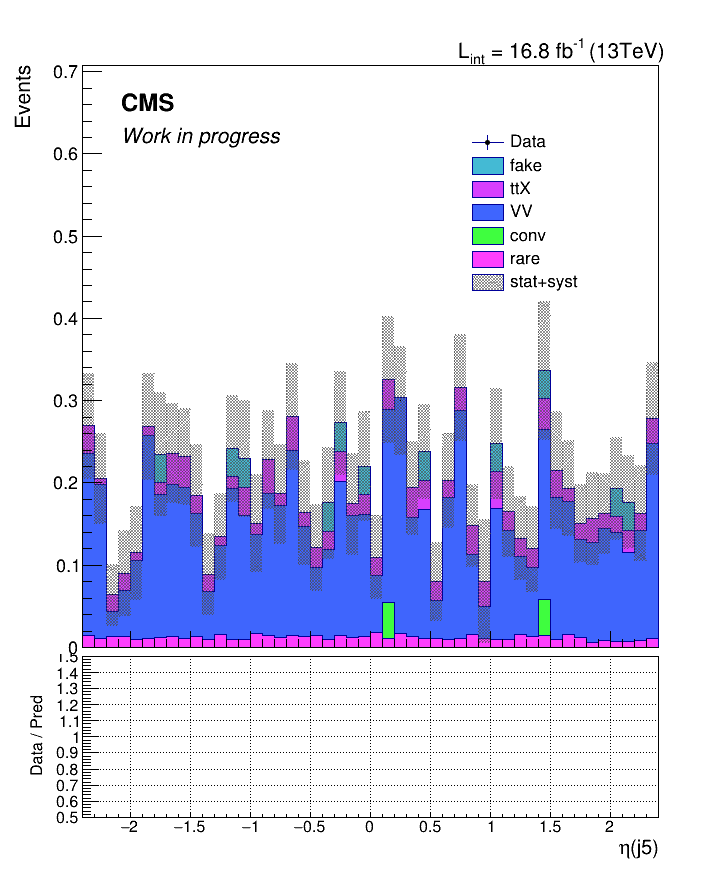 L_int = 16.8 fb^-1 (13TeV)
Events
0.7
0.6
0.5
0.4
0.3
0.2
0.1
0
CMS
Work in progress
Data
fake
ttX
VV
conv
rare
stat+syst
Data / Pred
1.5
1.4
1.3
1.2
1.1
1
0.9
0.8
0.7
0.6
0.5
−2 −1.5 −1 −0.5 0 0.5 1 1.5 2
η(j5)